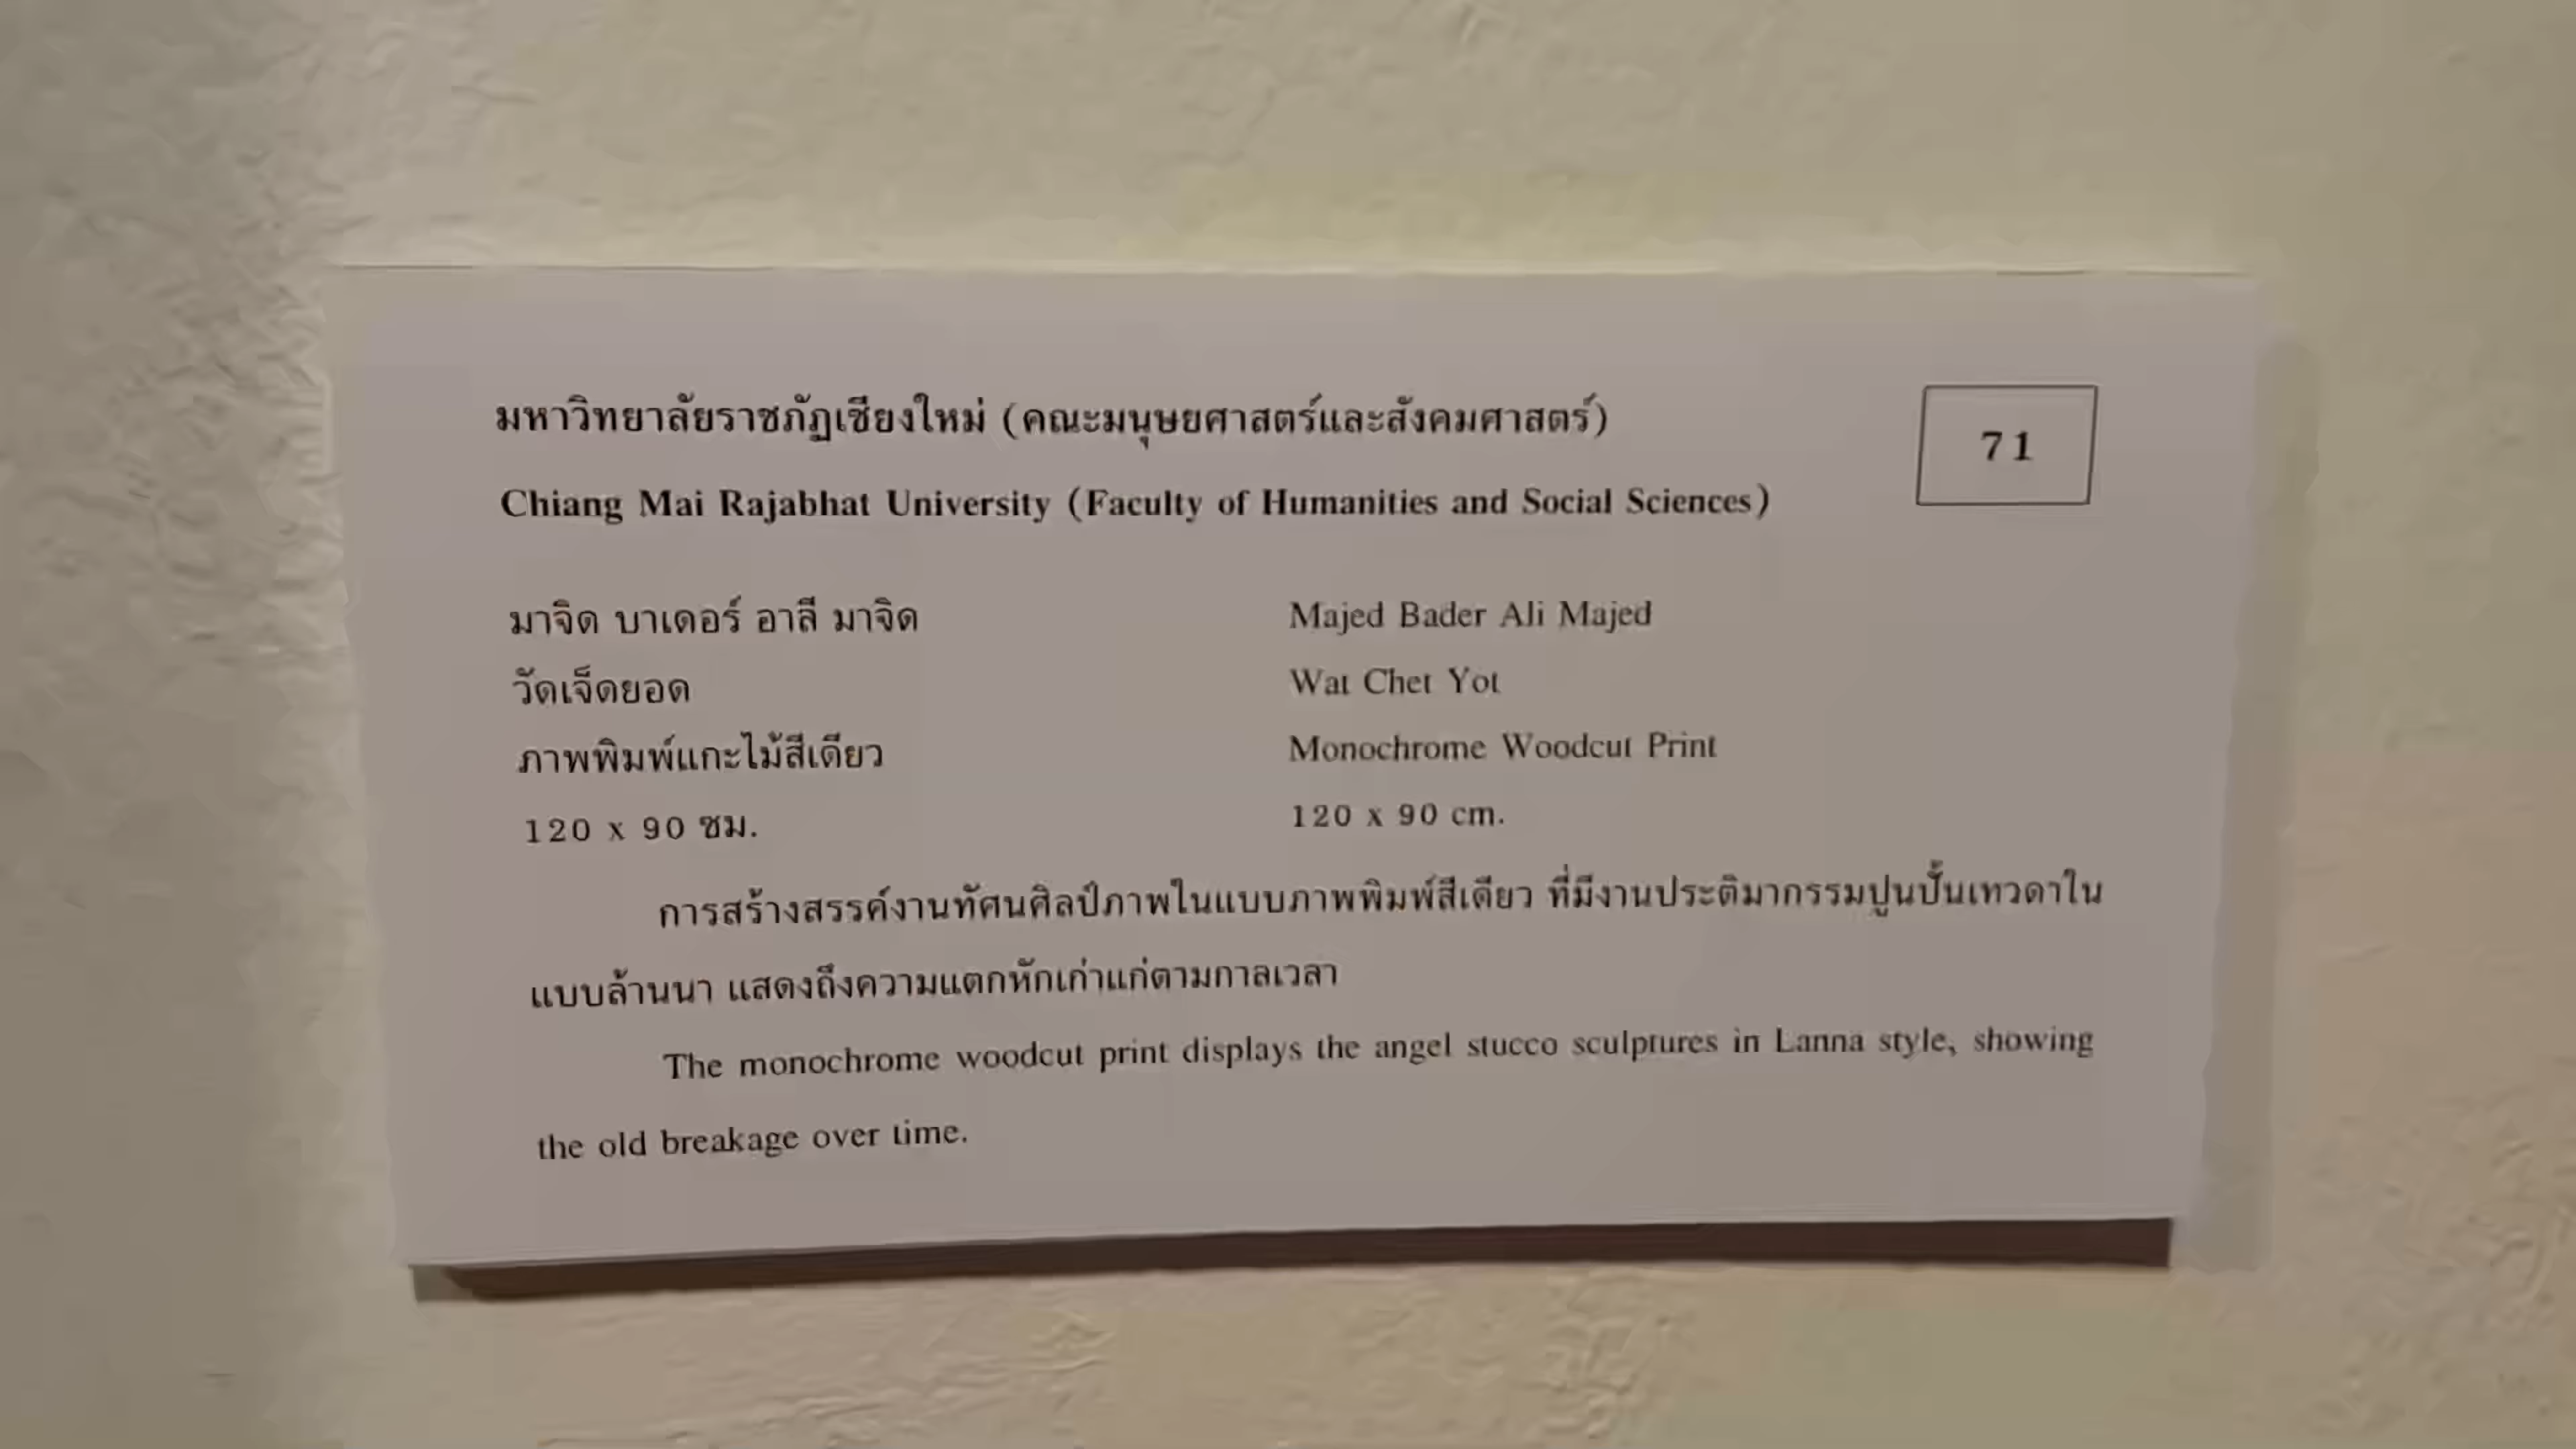 มหาวิทยาลัยราชภัฏเชียงใหม่ (คณะมนุษยศาสตร์และสังคมศาสตร์)
71
Chiang Mai Rajabhat University (Faculty of Humanities and Social Sciences)
มาจิด บาเดอร์ อาลี มาจิด
Majed Bader Ali Majed
วัดเจ็ดยอด
Wat Chet Yot
ภาพพิมพ์แกะไม้สีเดียว
Monochrome Woodcut Print
120 x 90 ซม.
120 x 90 cm.
การสร้างสรรค์งานทัศนศิลป์ภาพในแบบภาพพิมพ์สีเดียว ที่มีงานประติมากรรมปูนปั้นเทวดาใน
แบบล้านนา แสดงถึงความแตกหักเก่าแก่ตามกาลเวลา
The monochrome woodcut print displays the angel stucco sculptures in Lanna style, showing
the old breakage over time.